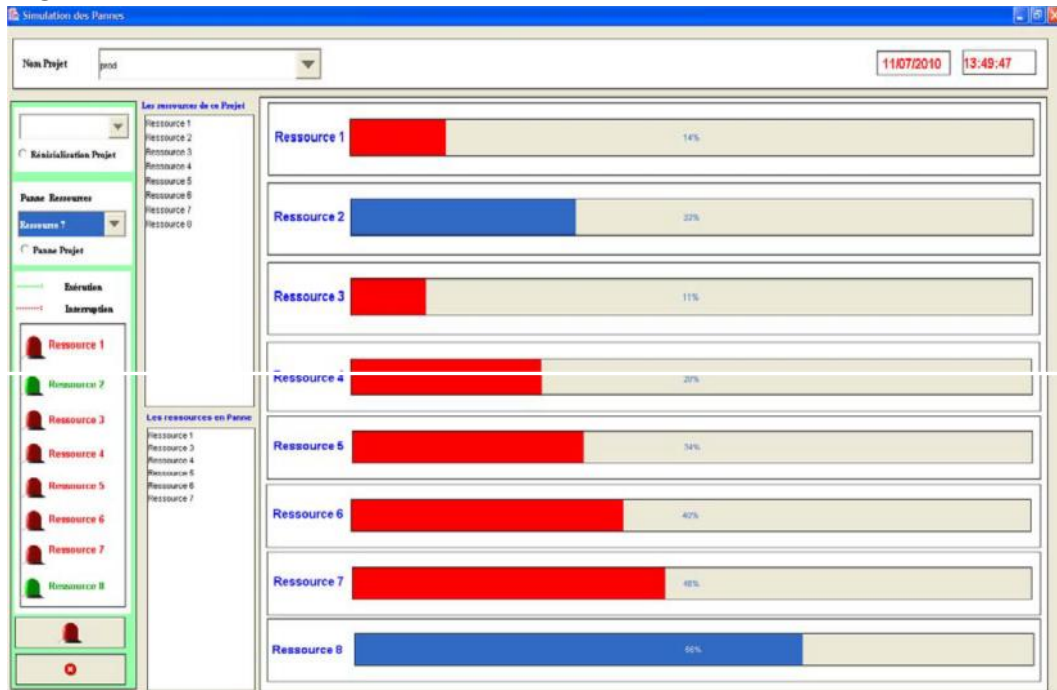 Simulation des Pannes
Nom Projet
prod
11/07/2010
13:49:47
Les ressources de ce Projet
Ressource 1
Ressource 2
Ressource 3
Ressource 4
Ressource 5
Ressource 6
Ressource 7
Ressource 8
Réinitialisation Projet
Panne Ressources
Ressource 7
Panne Projet
Exécution
Interruption
Ressource 1
Ressource 2
Ressource 3
Ressource 4
Ressource 5
Ressource 6
Ressource 7
Ressource 8
Les ressources en Panne
Ressource 1
Ressource 3
Ressource 4
Ressource 5
Ressource 6
Ressource 7
Ressource 1
14%
Ressource 2
Ressource 3
11%
Ressource 4
Ressource 5
34%
Ressource 6
40%
Ressource 7
Ressource 8
66%